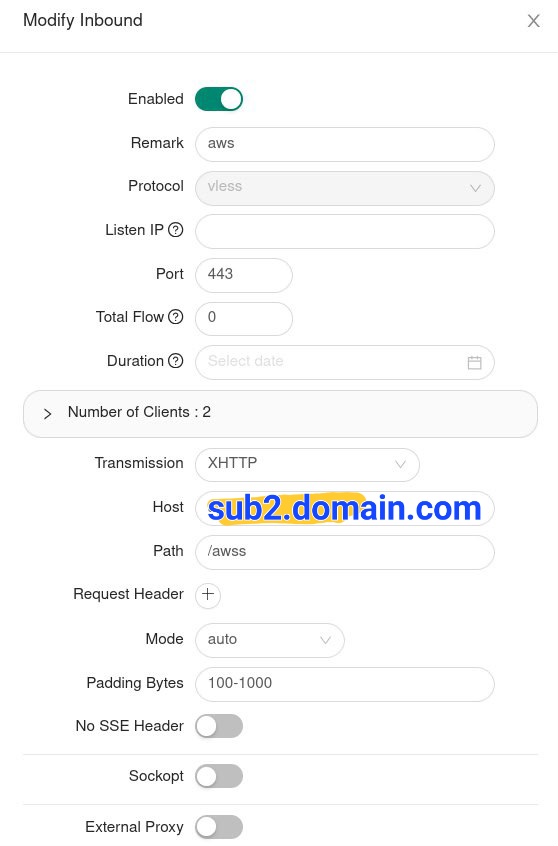 Modify Inbound
Enabled
Remark aws
Protocol vless
Listen IP
Port 443
Total Flow 0
Duration Select date
Number of Clients : 2
Transmission XHTTP
Host sub2.domain.com
Path /awss
Request Header
Mode auto
Padding Bytes 100-1000
No SSE Header
Sockopt
External Proxy